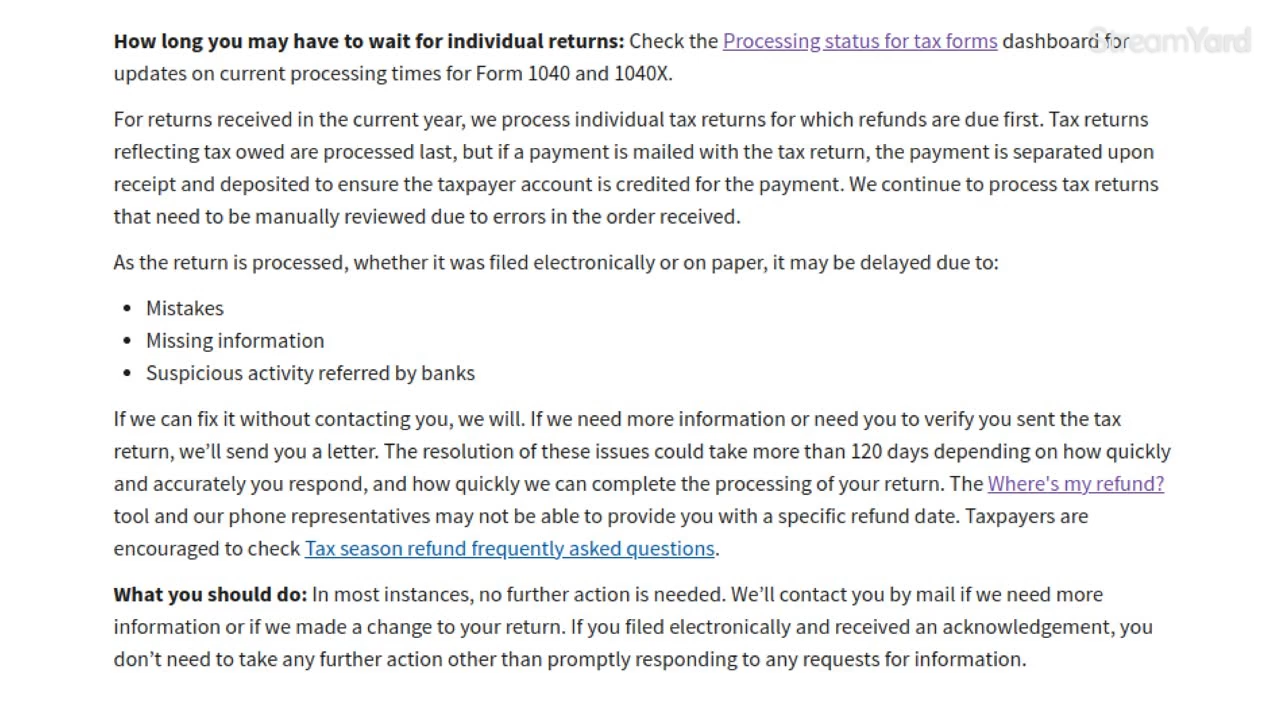 How long you may have to wait for individual returns: Check the Processing status for tax forms dashboard for
StreamYard
updates on current processing times for Form 1040 and 1040X.
For returns received in the current year, we process individual tax returns for which refunds are due first. Tax returns
reflecting tax owed are processed last, but if a payment is mailed with the tax return, the payment is separated upon
receipt and deposited to ensure the taxpayer account is credited for the payment. We continue to process tax returns
that need to be manually reviewed due to errors in the order received.
As the return is processed, whether it was filed electronically or on paper, it may be delayed due to:
• Mistakes
• Missing information
• Suspicious activity referred by banks
If we can fix it without contacting you, we will. If we need more information or need you to verify you sent the tax
return, we’ll send you a letter. The resolution of these issues could take more than 120 days depending on how quickly
and accurately you respond, and how quickly we can complete the processing of your return. The Where's my refund?
tool and our phone representatives may not be able to provide you with a specific refund date. Taxpayers are
encouraged to check Tax season refund frequently asked questions.
What you should do: In most instances, no further action is needed. We’ll contact you by mail if we need more
information or if we made a change to your return. If you filed electronically and received an acknowledgement, you
don’t need to take any further action other than promptly responding to any requests for information.